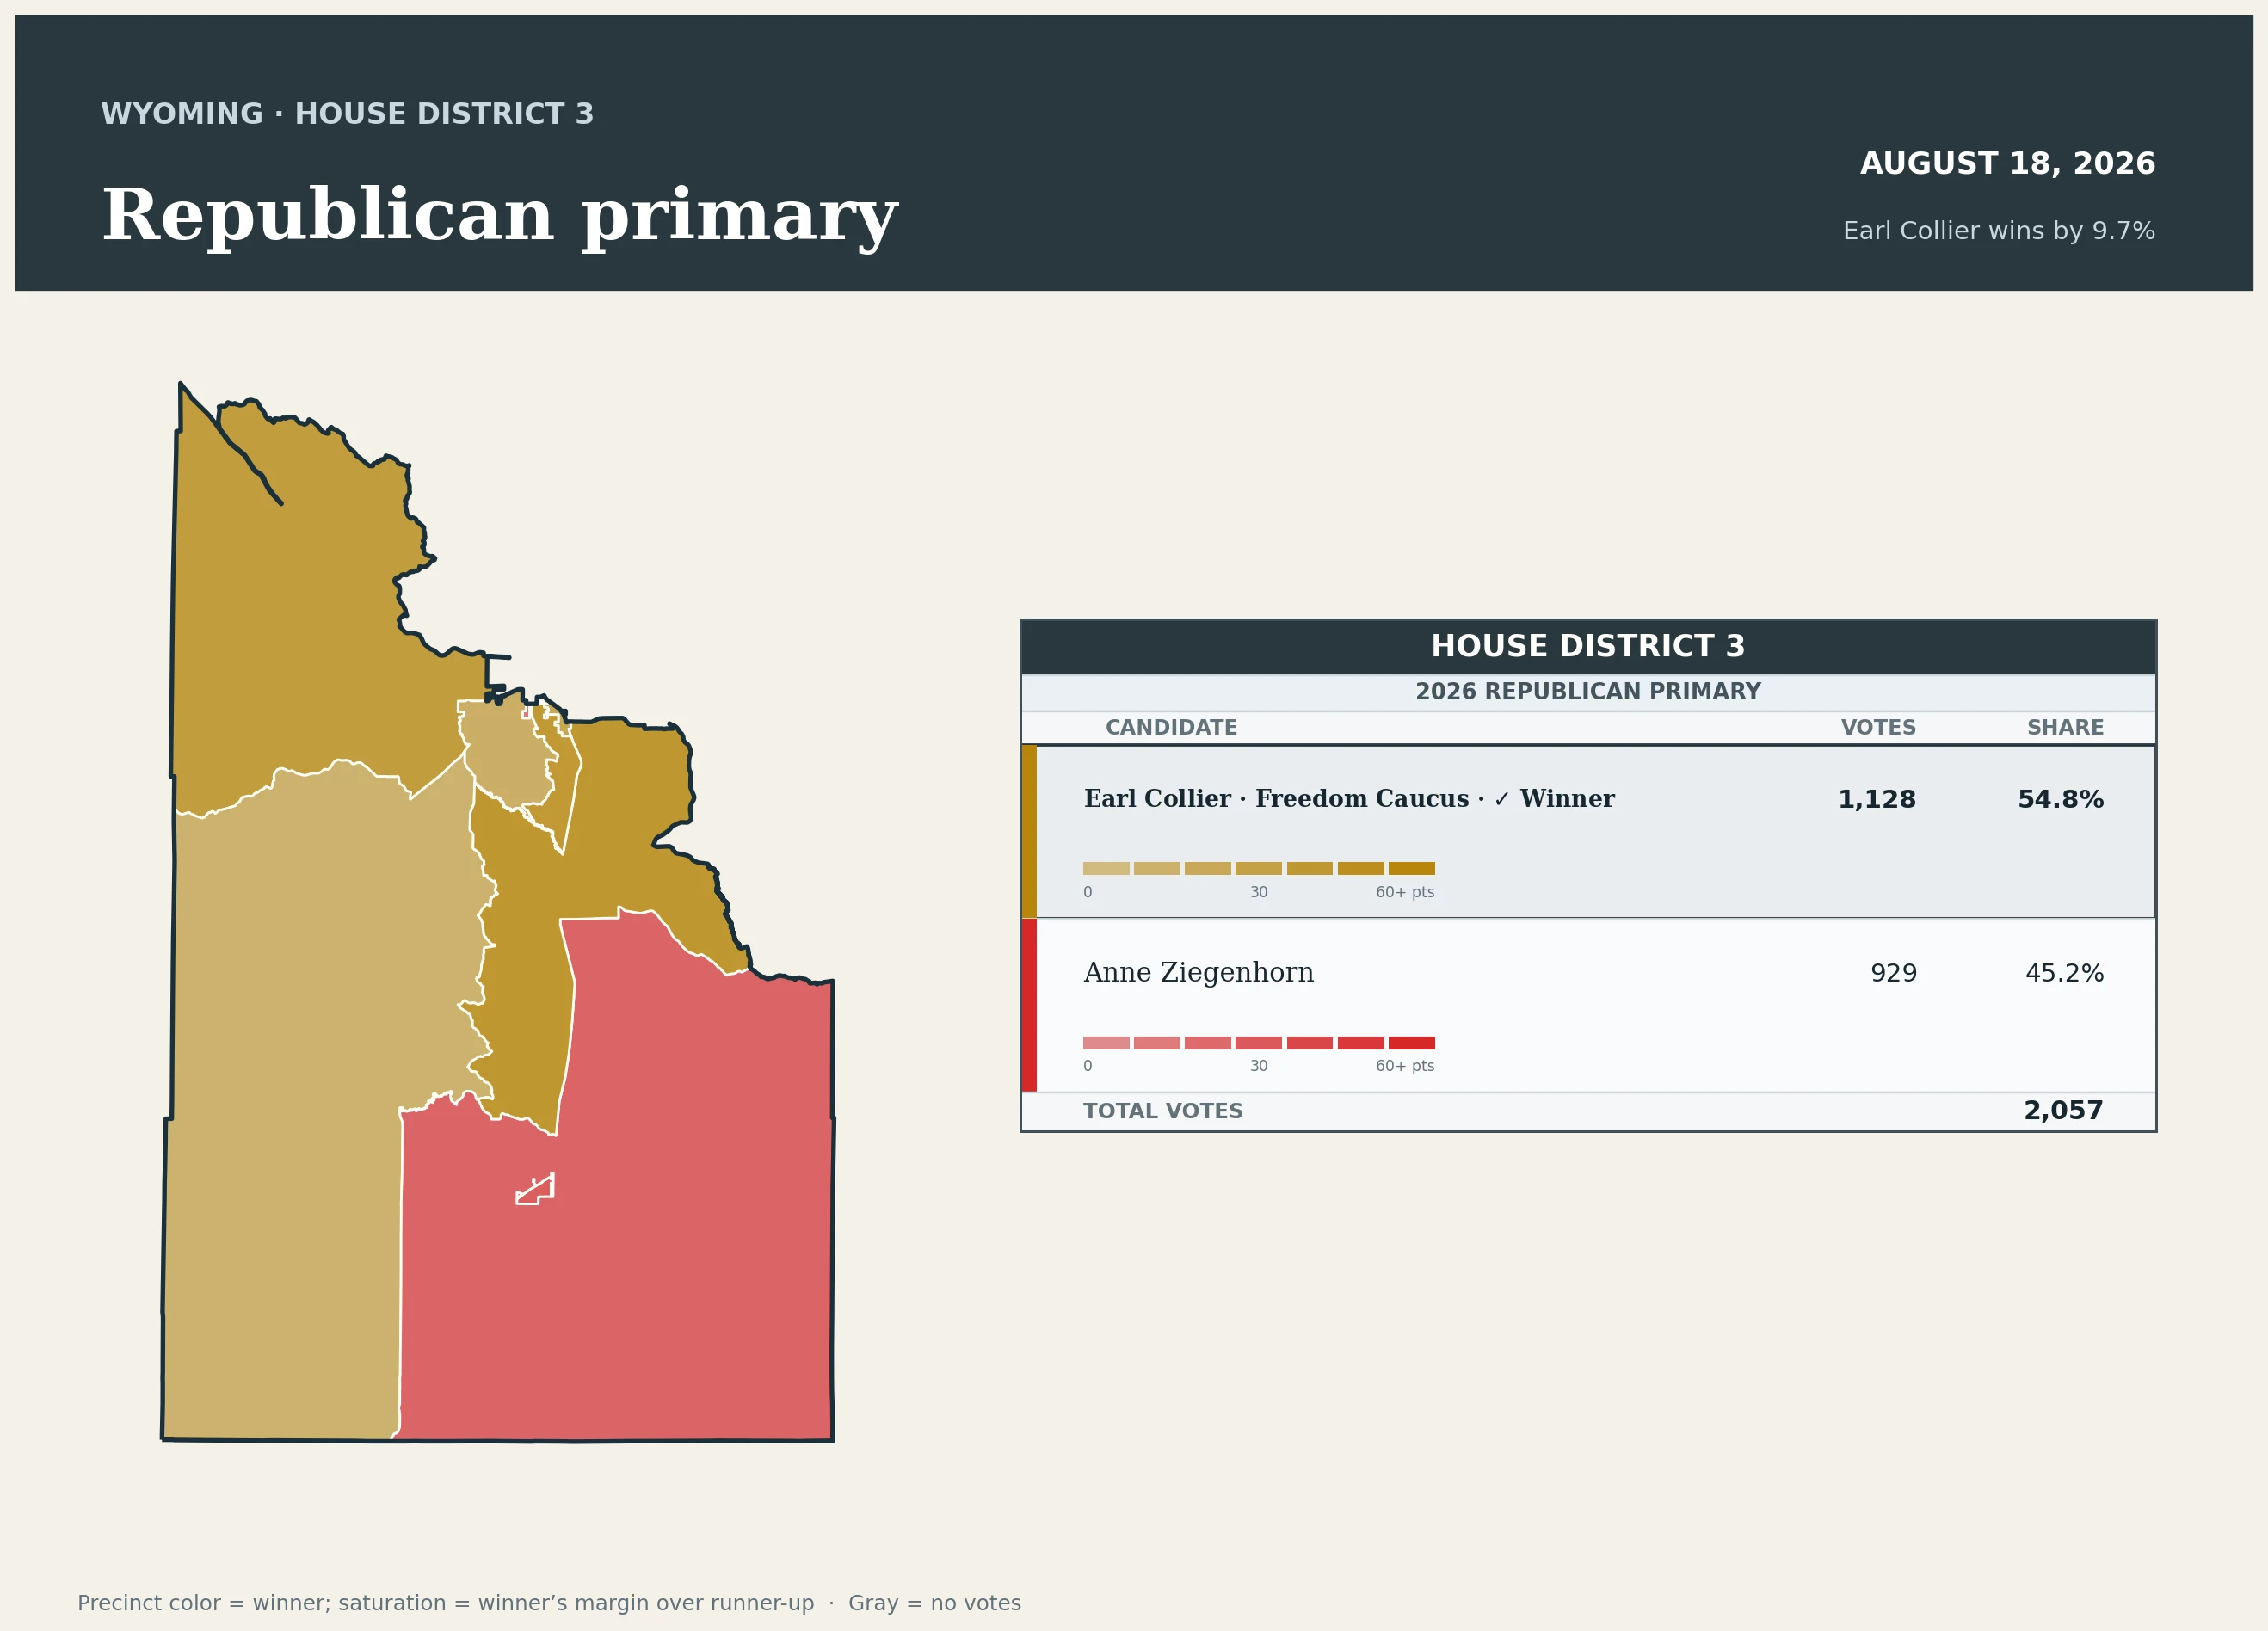 WYOMING · HOUSE DISTRICT 3
Republican primary
AUGUST 18, 2026
Earl Collier wins by 9.7%
HOUSE DISTRICT 3
2026 REPUBLICAN PRIMARY
CANDIDATE VOTES SHARE
Earl Collier · Freedom Caucus · ✓ Winner 1,128 54.8%
0 30 60+ pts
Anne Ziegenhorn 929 45.2%
0 30 60+ pts
TOTAL VOTES 2,057
Precinct color = winner; saturation = winner’s margin over runner-up · Gray = no votes